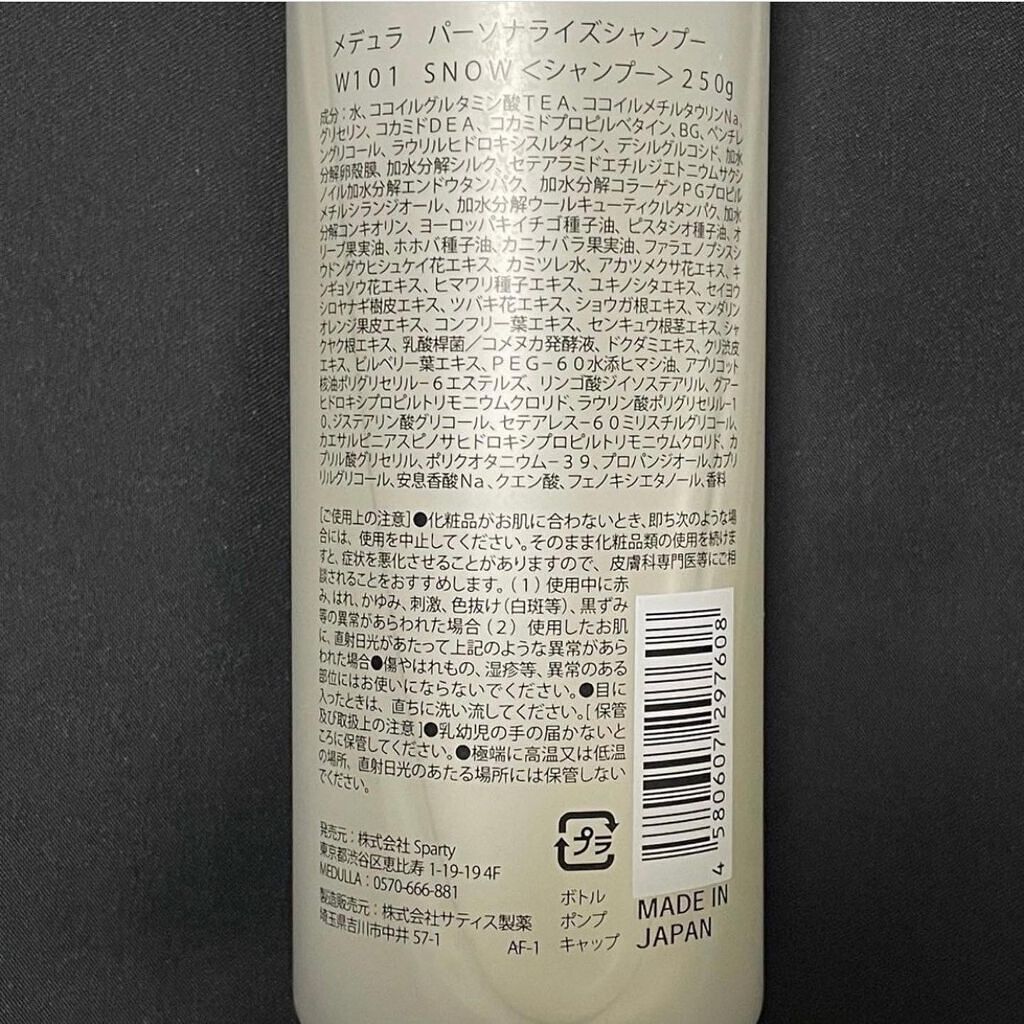 メデュラ パーソナライズシャンプー
W101 SNOW<シャンプー>250g
成分:水、ココイルグルタミン酸TEA、ココイルメチルタウリンNa、
グリセリン、コカミドDEA、コカミドプロピルベタイン、BG、ペンチレ
ングリコール、ラウリルヒドロキシスルタイン、デシルグルコシド、加水
分解卵殻膜、加水分解シルク、セテアラミドエチルジエトニウムサクシ
ノイル加水分解エンドウタンパク、加水分解コラーゲンPGプロピル
メチルシランジオール、加水分解ウールキューティクルタンパク、加水
分解コンキオリン、ヨーロッパキイチゴ種子油、ピスタシオ種子油、オ
リーブ果実油、ホホバ種子油、カニナバラ果実油、ファラエノプシスシ
ウドングウヒシュケイ花エキス、カミツレ水、アカツメクサ花エキス、キ
ンギョソウ花エキス、ヒマワリ種子エキス、ユキノシタエキス、セイヨウ
シロヤナギ樹皮エキス、ツバキ花エキス、ショウガ根エキス、マンダリン
オレンジ果皮エキス、コンフリー葉エキス、センキュウ根茎エキス、シャ
クヤク根エキス、乳酸桿菌/コメヌカ発酵液、ドクダミエキス、クリ渋皮
エキス、ビルベリー葉エキス、PEG-60水添ヒマシ油、アプリコット
核油ポリグリセリル-6エステルズ、リンゴ酸ジイソステアリル、グアー
ヒドロキシプロピルトリモニウムクロリド、ラウリン酸ポリグリセリル-1
0、ジステアリン酸グリコール、セテアレス-60ミリスチルグリコール、
カエサルピニアスピノサヒドロキシプロピルトリモニウムクロリド、カ
プリル酸グリセリル、ポリクオタニウム-39、プロパンジオール、カプリ
リルグリコール、安息香酸Na、クエン酸、フェノキシエタノール、香料
[ご使用上の注意]●化粧品がお肌に合わないとき、即ち次のような場
合には、使用を中止してください。そのまま化粧品類の使用を続けま
すと、症状を悪化させることがありますので、皮膚科専門医等にご相
談されることをおすすめします。(1)使用中に赤
み、はれ、かゆみ、刺激、色抜け(白斑等)、黒ずみ
等の異常があらわれた場合(2)使用したお肌
に、直射日光があたって上記のような異常があら
われた場合●傷やはれもの、湿疹等、異常のある
部位にはお使いにならないでください。●目に
入ったときは、直ちに洗い流してください。[保管
及び取扱上の注意]●乳幼児の手の届かないと
ころに保管してください。●極端に高温又は低温
の場所、直射日光のあたる場所には保管しない
でください。
発売元:株式会社 Sparty
東京都渋谷区恵比寿 1-19-19 4F
MEDULLA:0570-666-881
製造販売元:株式会社サティス製薬
埼玉県吉川市中井 57-1
AF-1
プラ
ボトル
ポンプ
キャップ
4 580607 297608
MADE IN
JAPAN